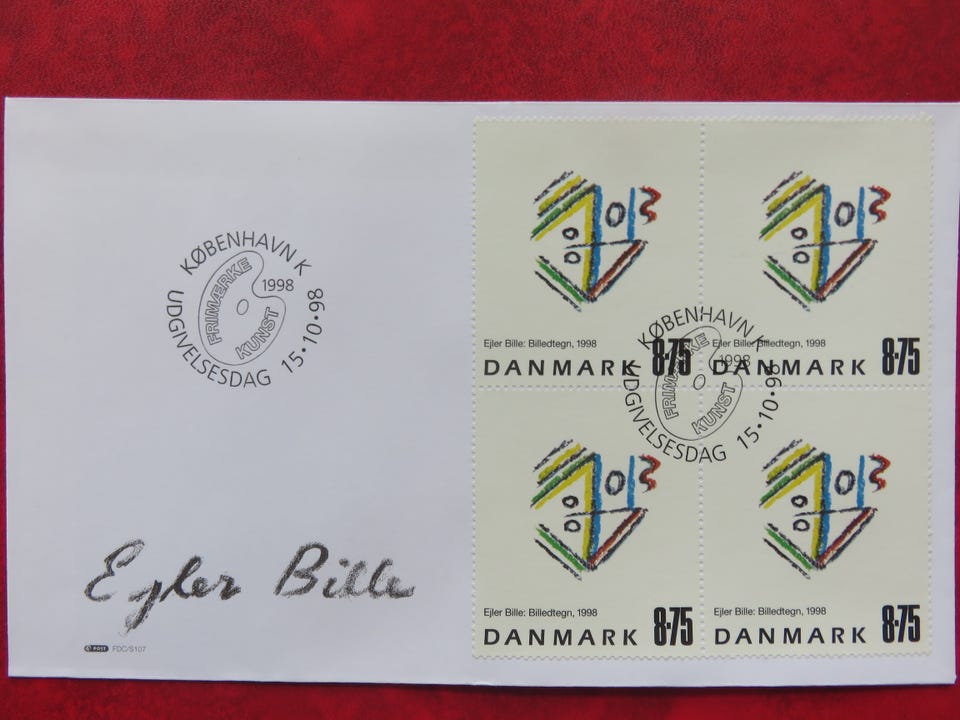 KØBENHAVN K
UDGIVELSESDAG 15•10•98
FRIMÆRKE
KUNST
1998
Ejler Bille
POST FDC/S107
Ejler Bille: Billedtegn, 1998
DANMARK 8·75
Ejler Bille: Billedtegn, 1998
DANMARK 8·75
KØBENHAVN K
UDGIVELSESDAG 15•10•98
FRIMÆRKE
KUNST
1998
Ejler Bille: Billedtegn, 1998
DANMARK 8·75
Ejler Bille: Billedtegn, 1998
DANMARK 8·75